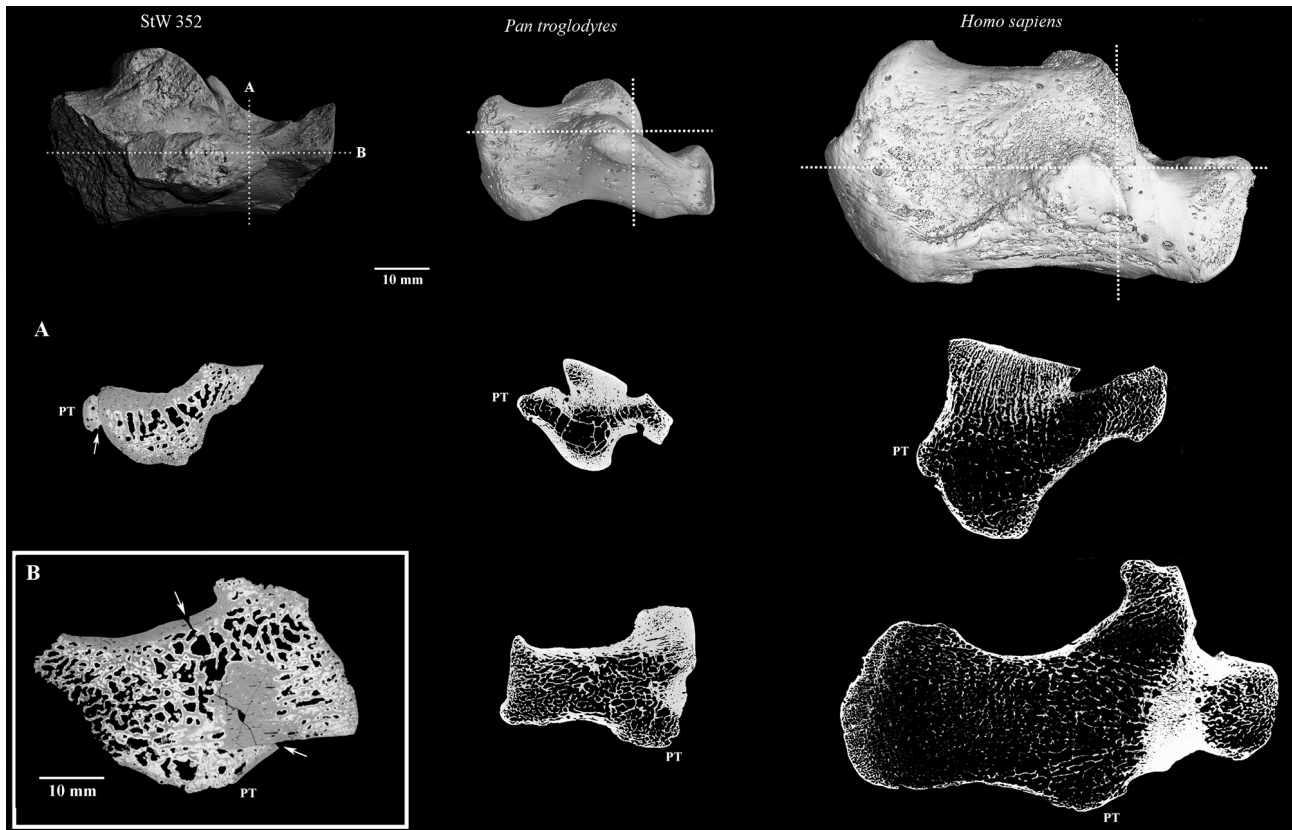 StW 352
Pan troglodytes
Homo sapiens
A
B
10 mm
A
PT
PT
PT
B
10 mm
PT
PT
PT